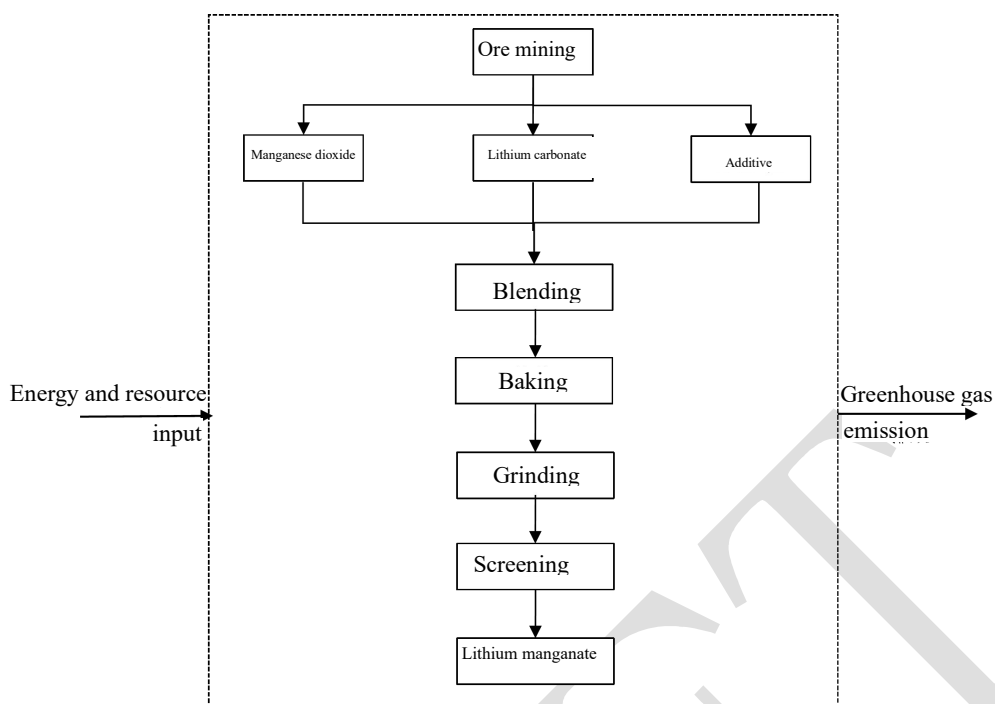 Ore mining
Manganese dioxide
Lithium carbonate
Additive
Blending
Baking
Energy and resource
input
Greenhouse gas
emission
Grinding
Screening
Lithium manganate